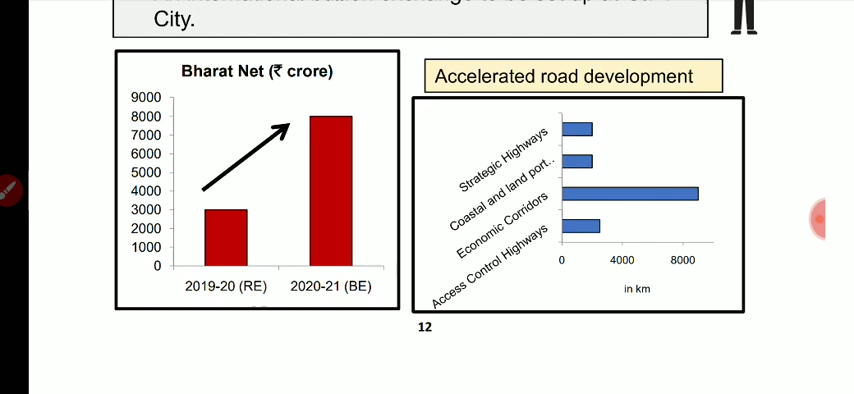 City.
Bharat Net (₹ crore)
9000
8000
7000
6000
5000
4000
3000
2000
1000
0
2019-20 (RE) 2020-21 (BE)
Accelerated road development
Strategic Highways
Coastal and land port..
Economic Corridors
Access Control Highways
0 4000 8000
in km
12